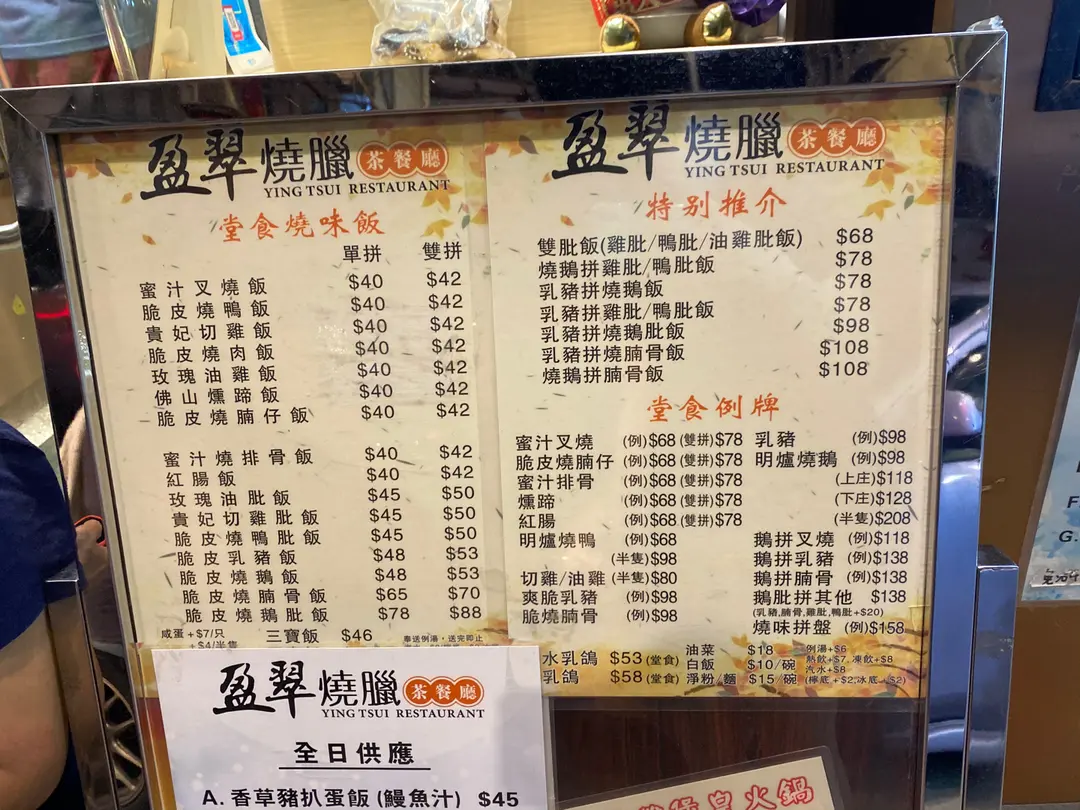 盈翠燒臘 茶餐廳
YING TSUI RESTAURANT
堂食燒味飯
單拼 雙拼
蜜汁叉燒飯 $40 $42
脆皮燒鴨飯 $40 $42
貴妃切雞飯 $40 $42
脆皮燒肉飯 $40 $42
玫瑰油雞飯 $40 $42
佛山燻蹄飯 $40 $42
脆皮燒腩仔飯 $40 $42
蜜汁燒排骨飯 $40 $42
紅腸飯 $40 $42
玫瑰油肶飯 $45 $50
貴妃切雞肶飯 $45 $50
脆皮燒鴨肶飯 $45 $50
脆皮乳豬飯 $48 $53
脆皮燒鵝飯 $48 $53
脆皮燒腩骨飯 $65 $70
脆皮燒鵝肶飯 $78 $88
咸蛋+$7/只 三寶飯 $46 奉送例湯,送完即止
+$4/半隻
盈翠燒臘 茶餐廳
YING TSUI RESTAURANT
特別推介
雙肶飯(雞肶/鴨肶/油雞肶飯) $68
燒鵝拼雞肶/鴨肶飯 $78
乳豬拼燒鵝飯 $78
乳豬拼雞肶/鴨肶飯 $78
乳豬拼燒鵝肶飯 $98
乳豬拼燒腩骨飯 $108
燒鵝拼腩骨飯 $108
堂食例牌
蜜汁叉燒 (例)$68 (雙拼)$78
脆皮燒腩仔 (例)$68 (雙拼)$78
蜜汁排骨 (例)$68 (雙拼)$78
燻蹄 (例)$68 (雙拼)$78
紅腸 (例)$68 (雙拼)$78
明爐燒鴨 (例)$68
(半隻)$98
切雞/油雞 (半隻)$80
爽脆乳豬 (例)$98
脆燒腩骨 (例)$98
乳豬 (例)$98
明爐燒鵝 (例)$98
(上庄)$118
(下庄)$128
(半隻)$208
鵝拼叉燒 (例)$118
鵝拼乳豬 (例)$138
鵝拼腩骨 (例)$138
鵝肶拼其他 $138
(乳豬,腩骨,雞肶,鴨肶+$20)
燒味拼盤 (例)$158
水乳鴿 $53(堂食)
乳鴿 $58(堂食)
油菜 $18
白飯 $10/碗
淨粉/麵 $15/碗
例湯+$6
熱飲+$7,凍飲+$8
汽水+$8
(檸底+$2,冰底+$2)
盈翠燒臘 茶餐廳
YING TSUI RESTAURANT
全日供應
A. 香草豬扒蛋飯(鰻魚汁) $45
皇火鍋
F
G.